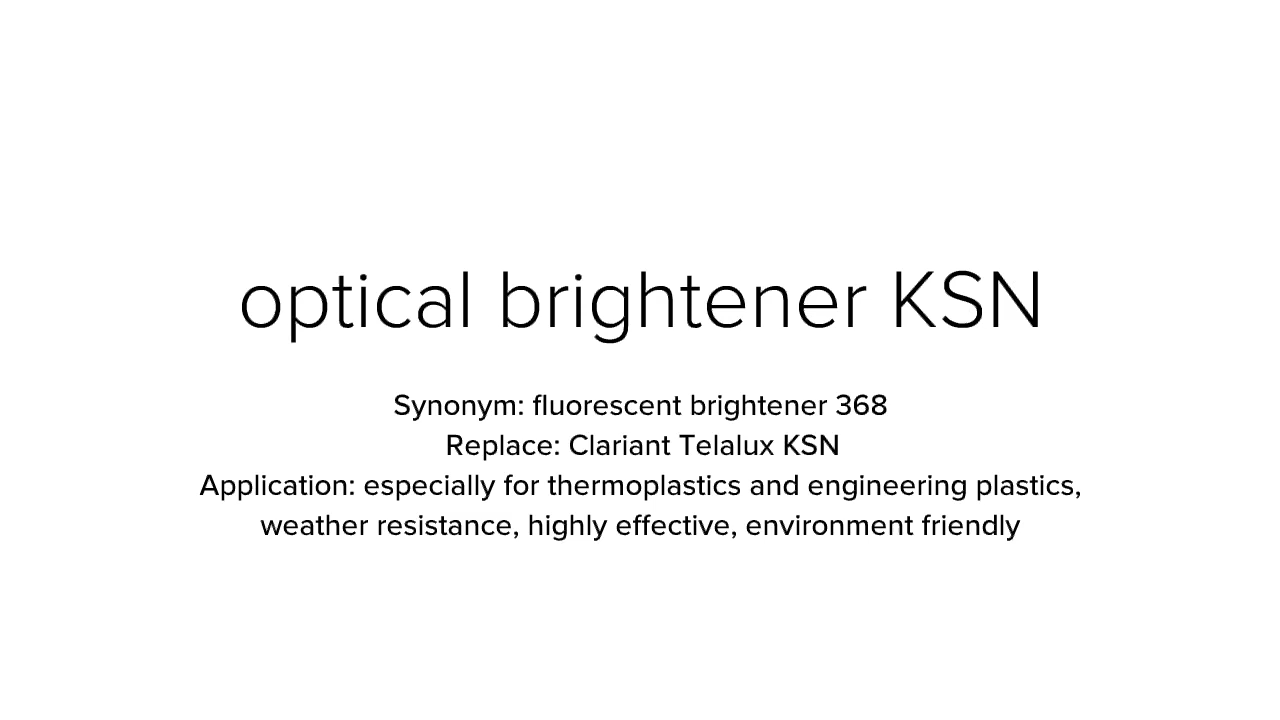 optical brightener KSN
Synonym: fluorescent brightener 368
Replace: Clariant Telalux KSN
Application: especially for thermoplastics and engineering plastics,
weather resistance, highly effective, environment friendly